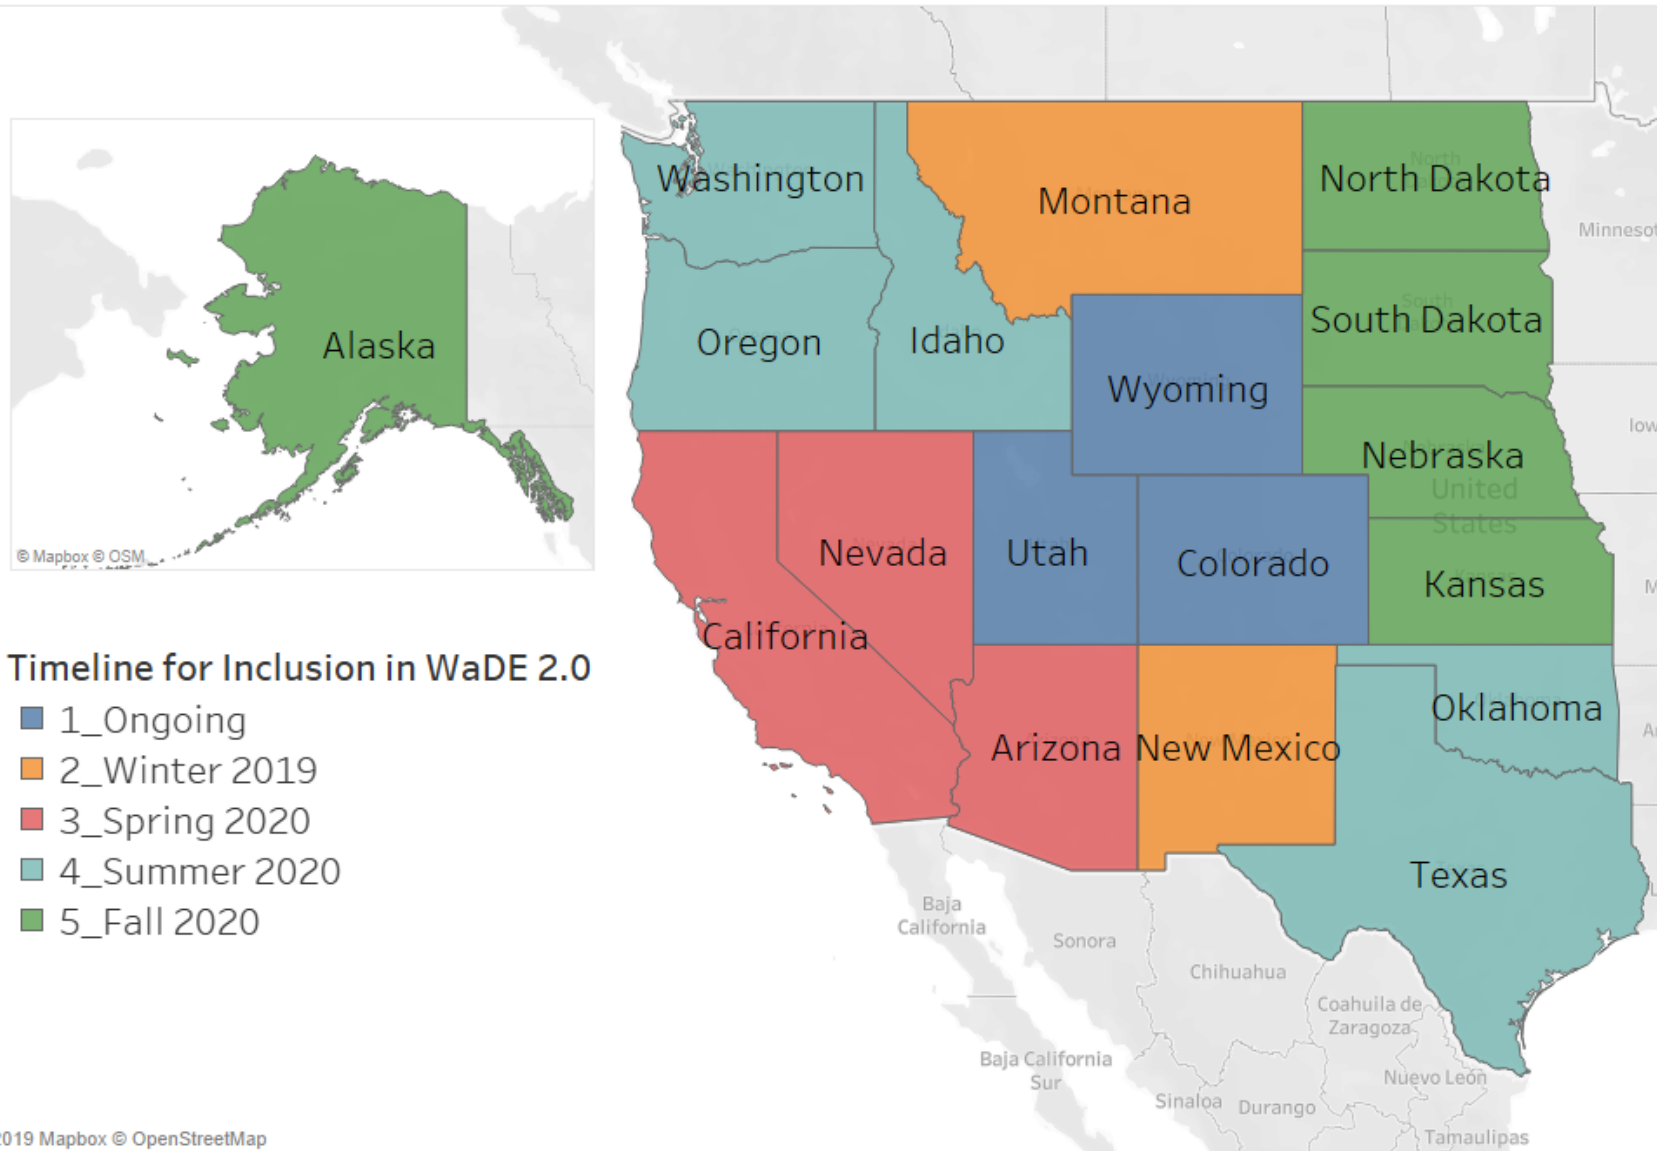 Alaska
© Mapbox © OSM
Timeline for Inclusion in WaDE 2.0
1_Ongoing
2_Winter 2019
3_Spring 2020
4_Summer 2020
5_Fall 2020
2019 Mapbox © OpenStreetMap
Washington
Montana
North Dakota
Minnesot
Oregon
Idaho
South Dakota
Wyoming
Iow
Nebraska
United
States
Nevada
Utah
Colorado
Kansas
M
California
Oklahoma
Arizona
New Mexico
Texas
Baja
California
Sonora
Chihuahua
Coahuila de
Zaragoza
Baja California
Sur
Nuevo León
Sinaloa
Durango
Tamaulipas